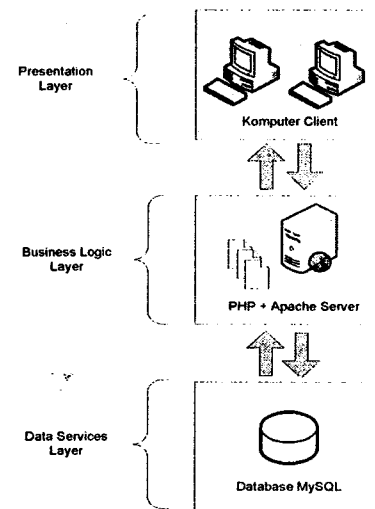 Presentation
Layer
Komputer Client
Business Logic
Layer
PHP + Apache Server
Data Services
Layer
Database MySQL